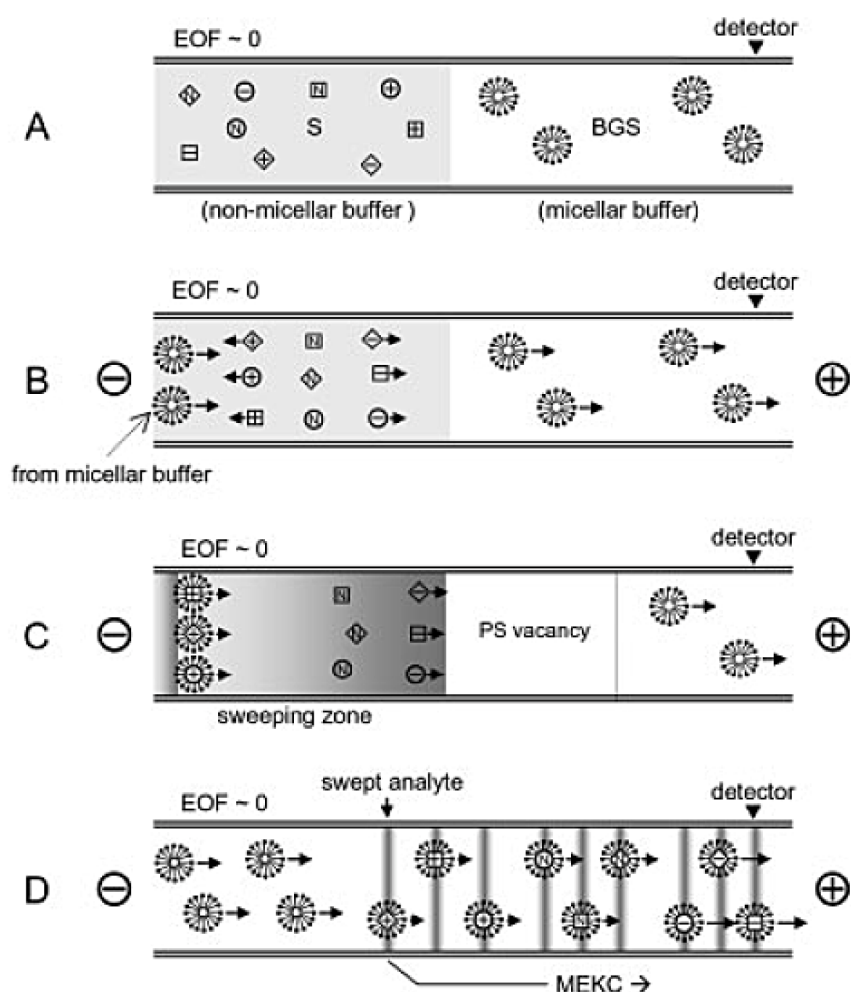 EOF ~ 0
detector
A
N
−
N
+
N
S
+
BGS
−
+
−
(non-micellar buffer )
(micellar buffer)
EOF ~ 0
detector
B
−
+
N
−
+
N
−
+
+
N
−
from micellar buffer
EOF ~ 0
detector
C
−
+
N
−
+
N
−
PS vacancy
+
−
N
−
sweeping zone
swept analyte
EOF ~ 0
detector
D
−
+
N
N
−
+
+
+
N
−
−
MEKC →